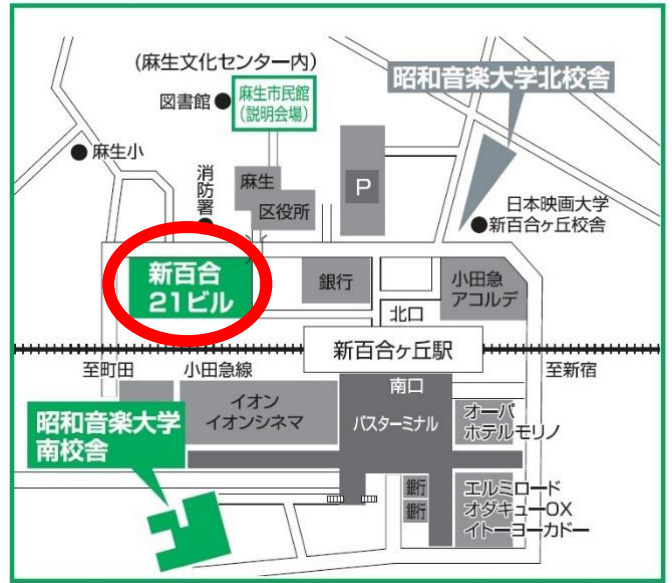 (麻生文化センター内)
図書館●
麻生市民館
(説明会場)
昭和音楽大学北校舎
●麻生小
消防署
麻生
区役所
P
日本映画大学
●新百合ヶ丘校舎
新百合
21ビル
銀行
小田急
アコルデ
北口
新百合ヶ丘駅
至町田
小田急線
至新宿
南口
イオン
イオンシネマ
バスターミナル
オーパ
ホテルモリノ
昭和音楽大学
南校舎
銀行
銀行
エルミロード
オダキューOX
イトーヨーカドー